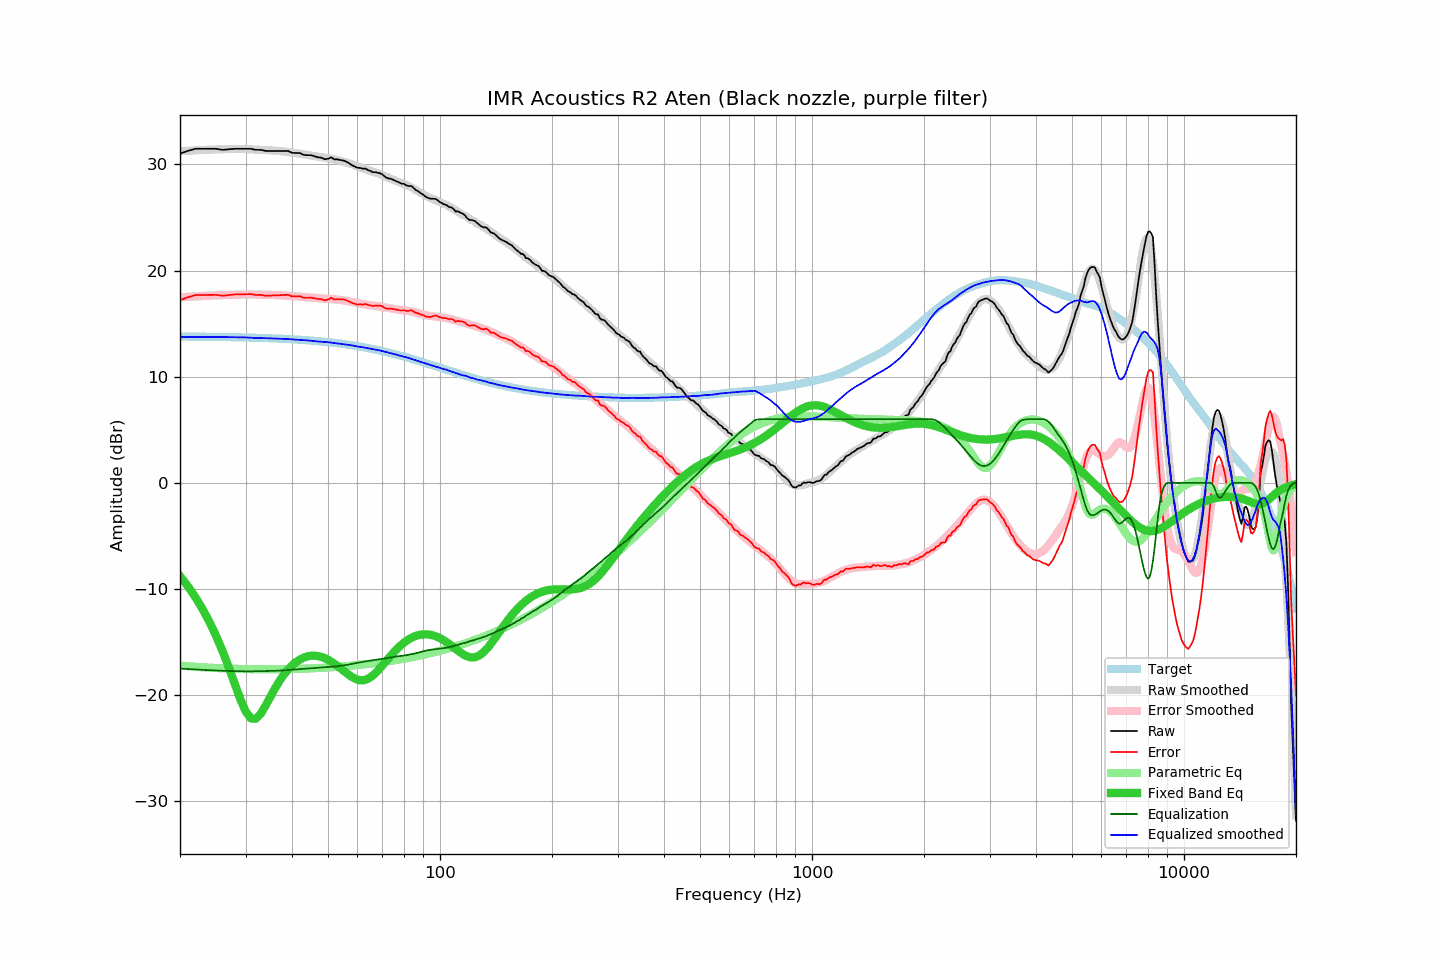 IMR Acoustics R2 Aten (Black nozzle, purple filter)
Amplitude (dBr)
30
20
10
0
−10
−20
−30
100
1000
10000
Frequency (Hz)
Target
Raw Smoothed
Error Smoothed
Raw
Error
Parametric Eq
Fixed Band Eq
Equalization
Equalized smoothed